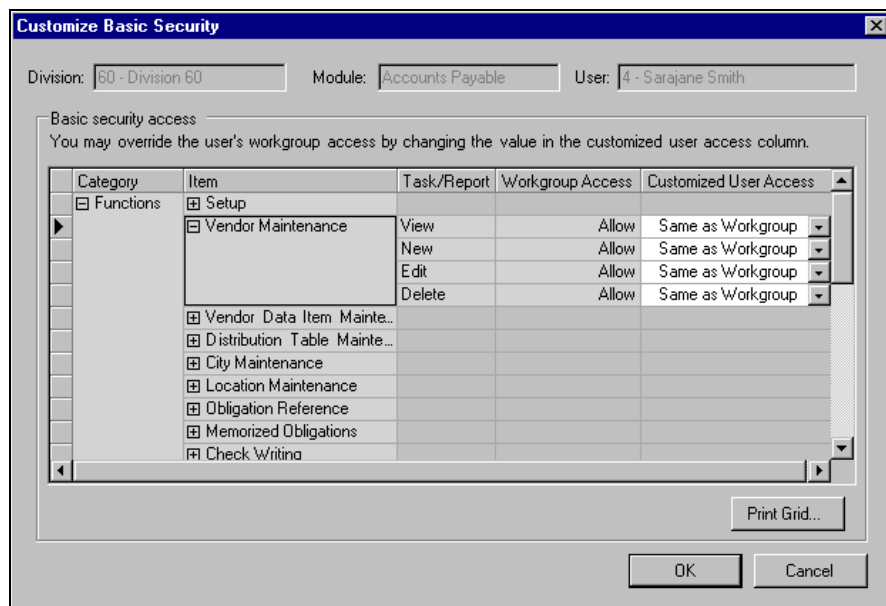 Customize Basic Security
Division: 60 - Division 60 Module: Accounts Payable User: 4 - Sarajane Smith
Basic security access
You may override the user's workgroup access by changing the value in the customized user access column.
Category Item Task/Report Workgroup Access Customized User Access
Functions Setup
Vendor Maintenance View Allow Same as Workgroup
New Allow Same as Workgroup
Edit Allow Same as Workgroup
Delete Allow Same as Workgroup
Vendor Data Item Mainte...
Distribution Table Mainte...
City Maintenance
Location Maintenance
Obligation Reference
Memorized Obligations
Check Writing
Print Grid...
OK Cancel